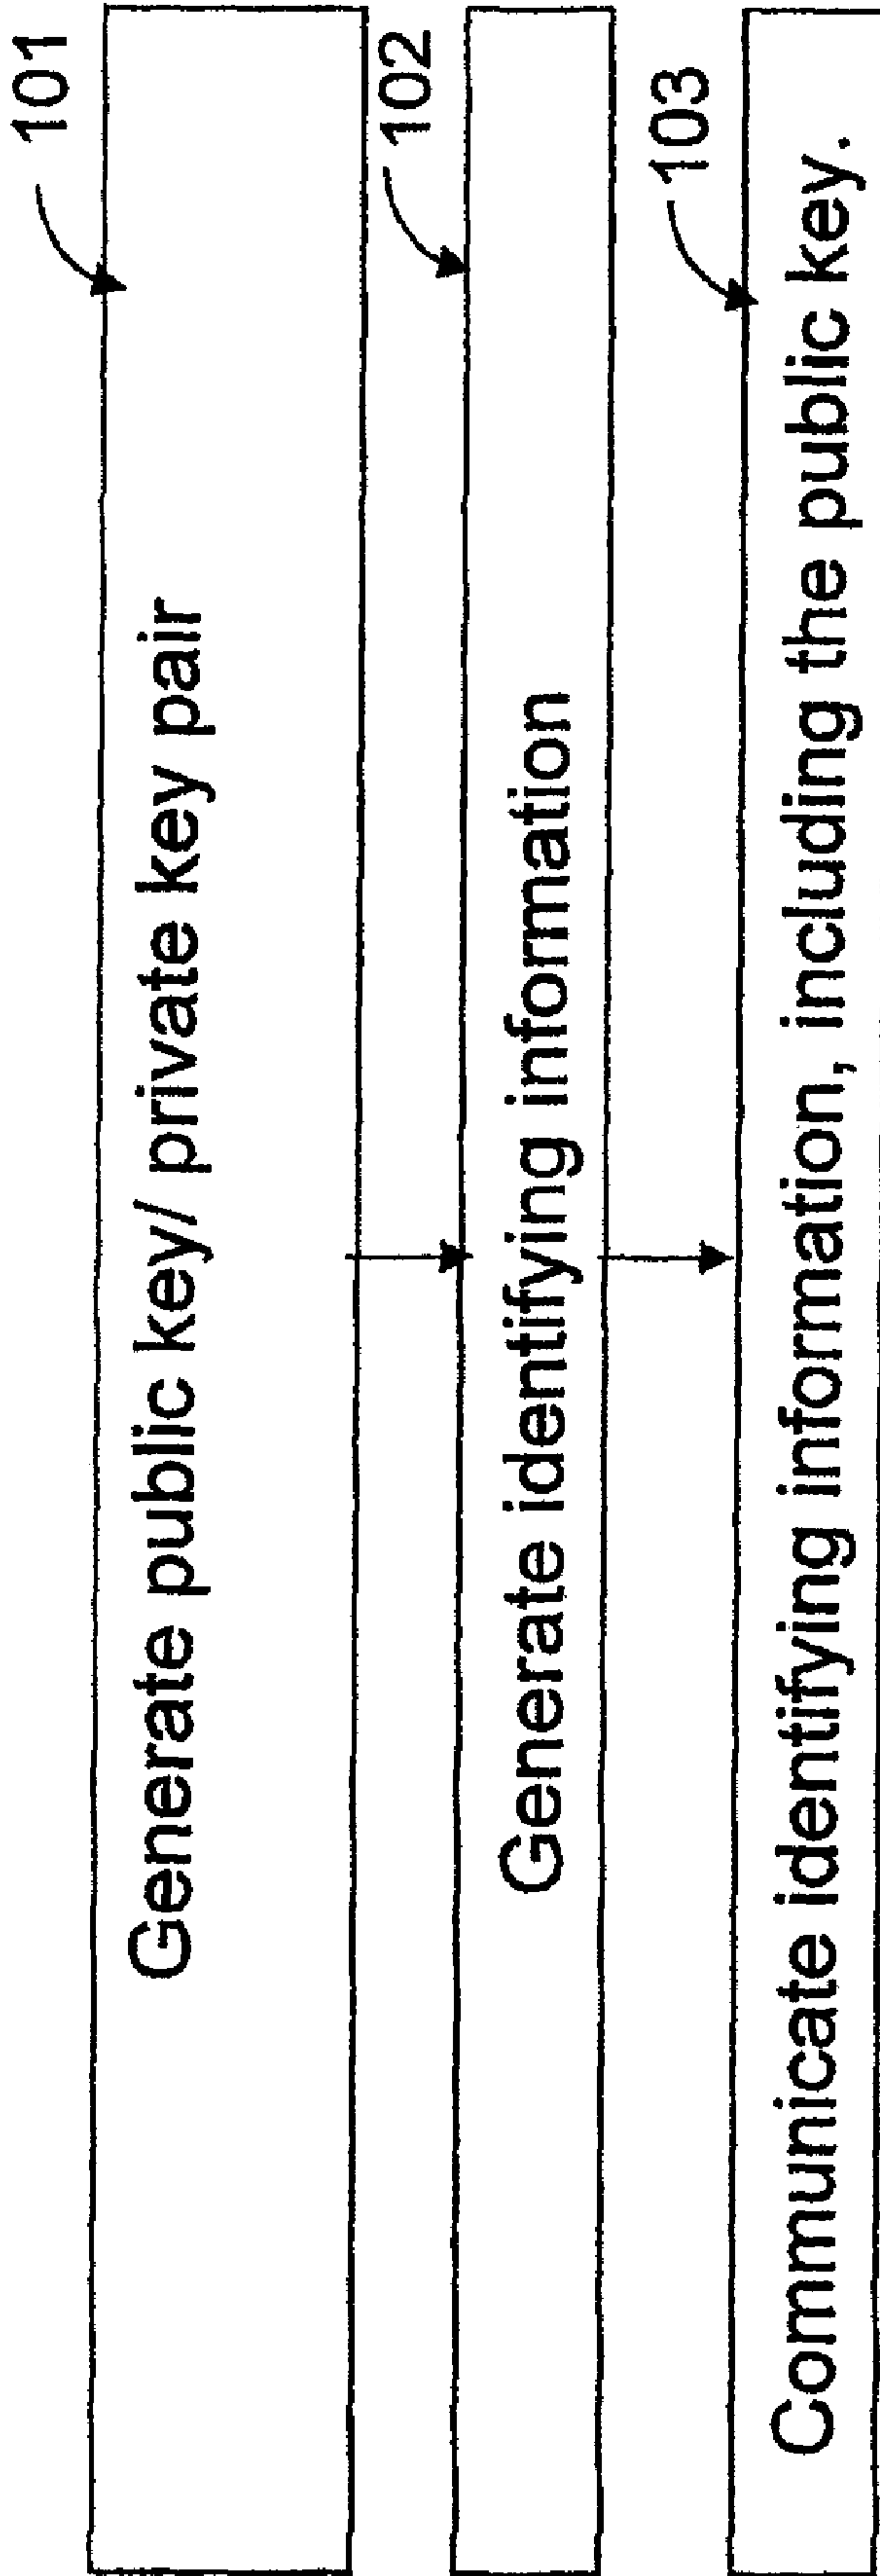 101
Generate public key/ private key pair
102
Generate identifying information
103
Communicate identifying information, including the public key.